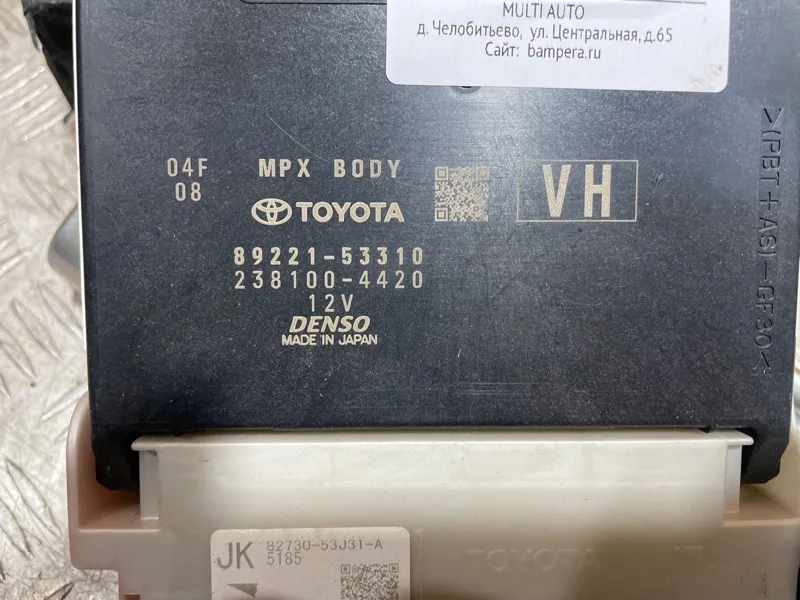 MULTI AUTO
д. Челобитьево, ул. Центральная, д.65
Сайт: bampera.ru
04F MPX BODY
08
TOYOTA
VH
89221-53310
238100-4420
12V
DENSO
MADE IN JAPAN
>(PBT+AS)-GF30<
JK 82730-53J31-A
5185
TOYOTA